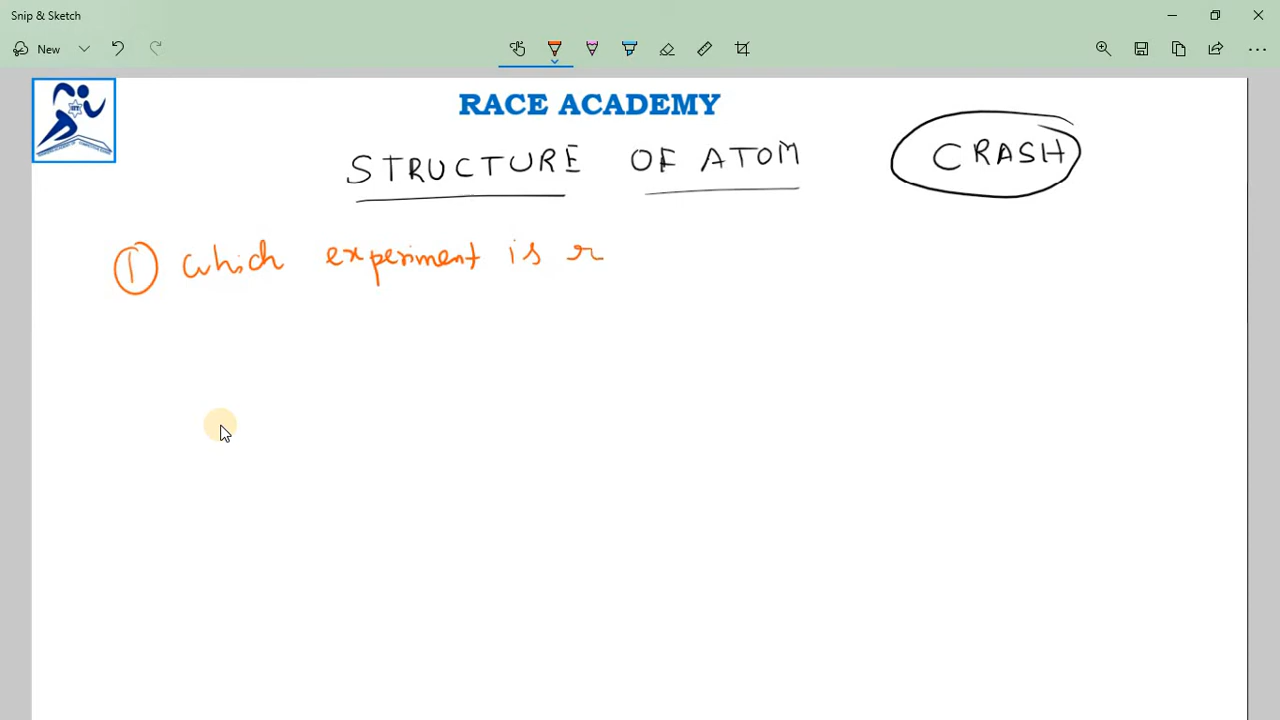 Snip & Sketch
New
RACE ACADEMY
STRUCTURE OF ATOM
CRASH
① which experiment is r